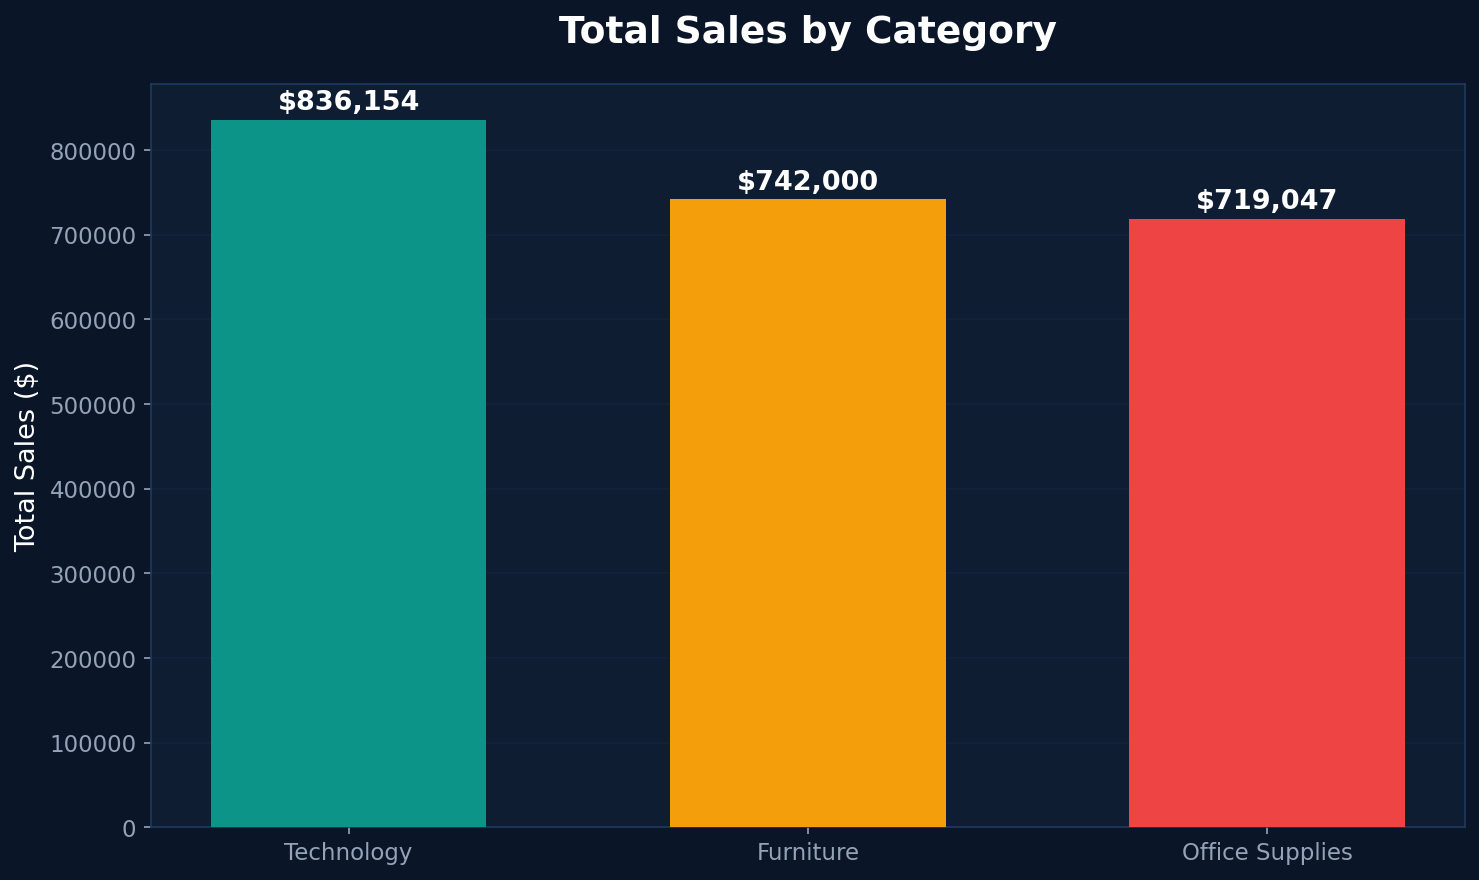 Total Sales by Category
Total Sales ($)
800000
700000
600000
500000
400000
300000
200000
100000
0
$836,154
$742,000
$719,047
Technology
Furniture
Office Supplies